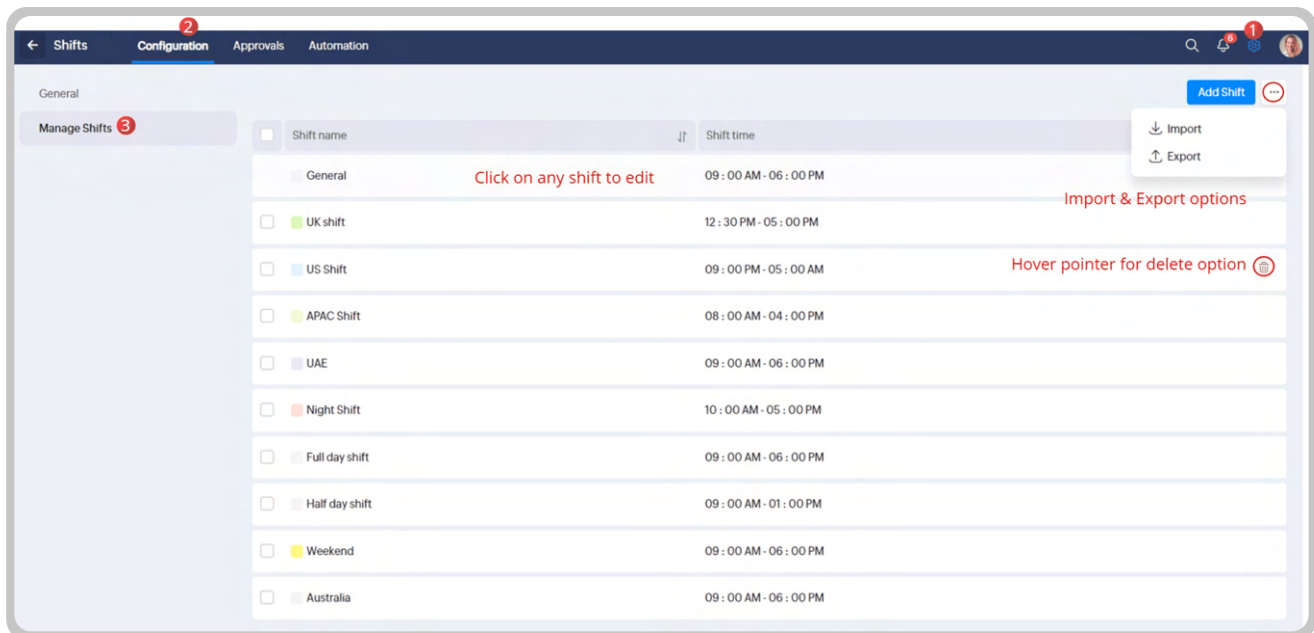 2
1
Shifts Configuration Approvals Automation
6
General
Add Shift
Manage Shifts 3
Import
Export
Shift name Shift time
General Click on any shift to edit 09 : 00 AM - 06 : 00 PM
Import & Export options
UK shift 12 : 30 PM - 05 : 00 PM
US Shift 09 : 00 PM - 05 : 00 AM Hover pointer for delete option
APAC Shift 08 : 00 AM - 04 : 00 PM
UAE 09 : 00 AM - 06 : 00 PM
Night Shift 10 : 00 AM - 05 : 00 PM
Full day shift 09 : 00 AM - 06 : 00 PM
Half day shift 09 : 00 AM - 01 : 00 PM
Weekend 09 : 00 AM - 06 : 00 PM
Australia 09 : 00 AM - 06 : 00 PM